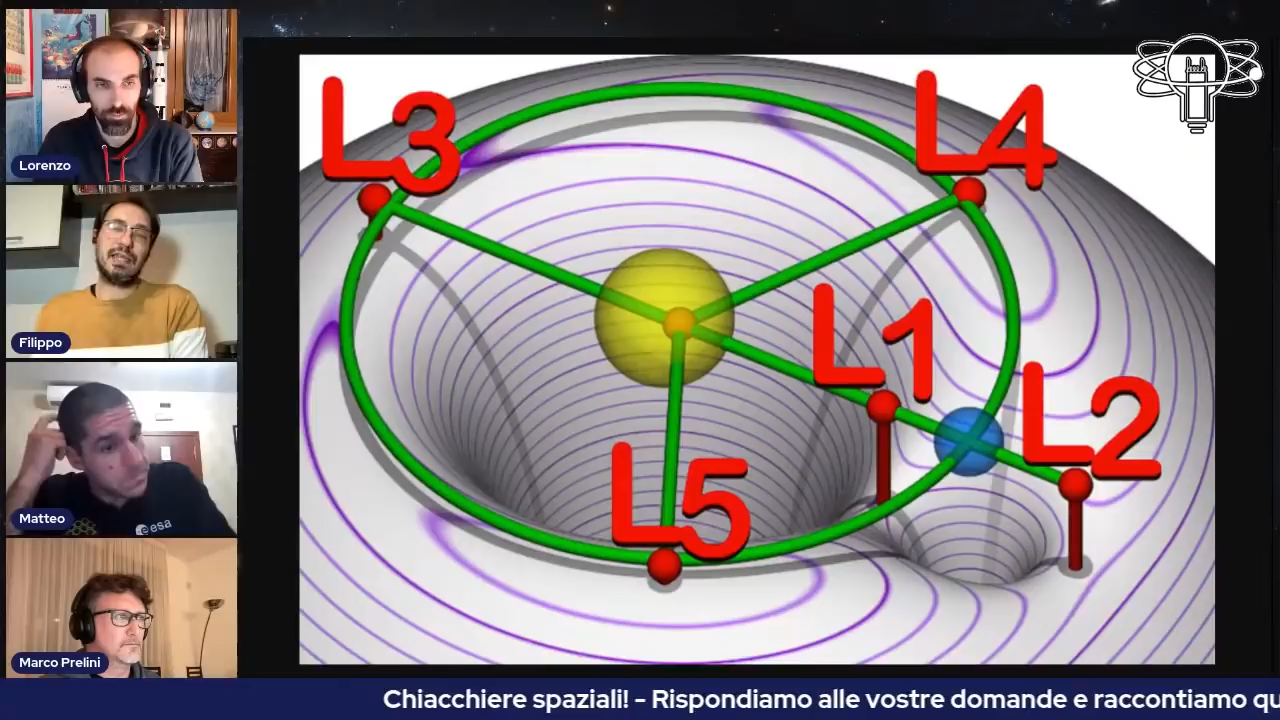 Lorenzo
Filippo
esa
Matteo
Marco Prelini
L3
L4
L1
L2
L5
Chiacchiere spaziali! - Rispondiamo alle vostre domande e raccontiamo qu